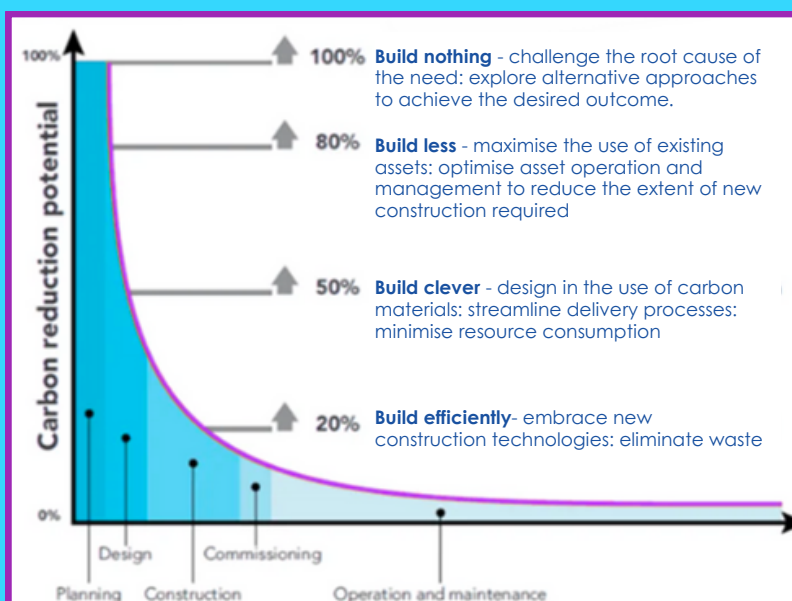 100%
Carbon reduction potential
0%
100% Build nothing - challenge the root cause of
the need: explore alternative approaches
to achieve the desired outcome.
80% Build less - maximise the use of existing
assets: optimise asset operation and
management to reduce the extent of new
construction required
50% Build clever - design in the use of carbon
materials: streamline delivery processes:
minimise resource consumption
20% Build efficiently- embrace new
construction technologies: eliminate waste
Design Commissioning
Planning Construction Operation and maintenance